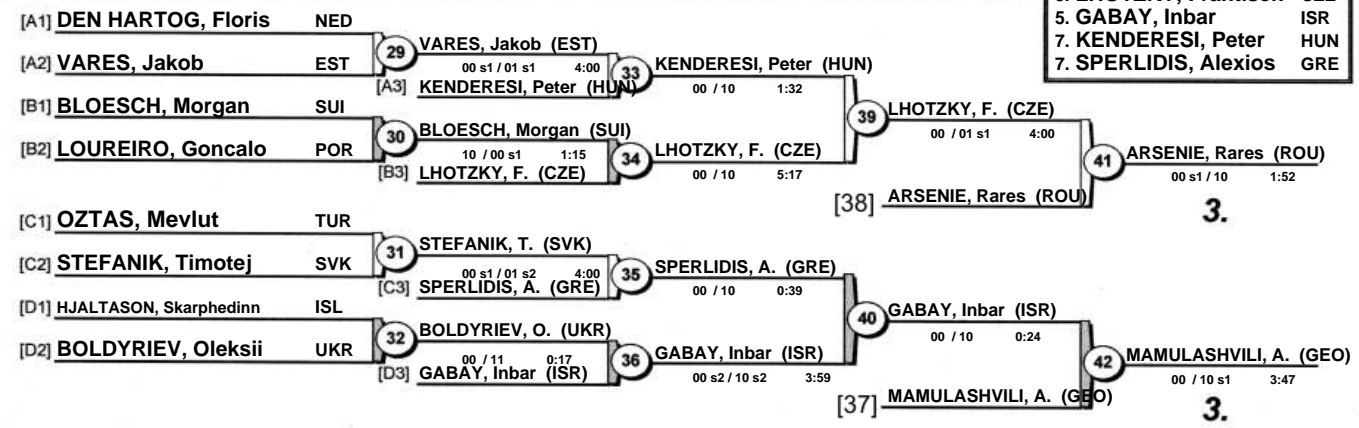 [A1] DEN HARTOG, Floris NED
[A2] VARES, Jakob EST
29 VARES, Jakob (EST)
00 s1 / 01 s1 4:00
[A3] KENDERESI, Peter (HUN)
33 KENDERESI, Peter (HUN)
00 / 10 1:32
[B1] BLOESCH, Morgan SUI
[B2] LOUREIRO, Goncalo POR
30 BLOESCH, Morgan (SUI)
10 / 00 s1 1:15
[B3] LHOTZKY, F. (CZE)
34 LHOTZKY, F. (CZE)
00 / 10 5:17
39 LHOTZKY, F. (CZE)
00 / 01 s1 4:00
[38] ARSENIE, Rares (ROU)
41 ARSENIE, Rares (ROU)
00 s1 / 10 1:52
3.
[C1] OZTAS, Mevlut TUR
[C2] STEFANIK, Timotej SVK
31 STEFANIK, T. (SVK)
00 s1 / 01 s2 4:00
[C3] SPERLIDIS, A. (GRE)
35 SPERLIDIS, A. (GRE)
00 / 10 0:39
[D1] HJALTASON, Skarphedinn ISL
[D2] BOLDYRIEV, Oleksii UKR
32 BOLDYRIEV, O. (UKR)
00 / 11 0:17
[D3] GABAY, Inbar (ISR)
36 GABAY, Inbar (ISR)
00 s2 / 10 s2 3:59
40 GABAY, Inbar (ISR)
00 / 10 0:24
[37] MAMULASHVILI, A. (GEO)
42 MAMULASHVILI, A. (GEO)
00 / 10 s1 3:47
3.
5. GABAY, Inbar ISR
7. KENDERESI, Peter HUN
7. SPERLIDIS, Alexios GRE